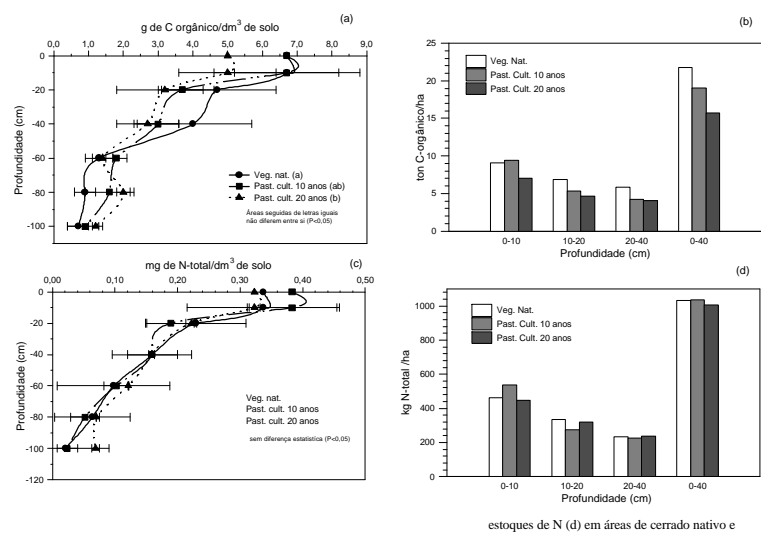 g de C orgânico/dm³ de solo
(a)
0,0 1,0 2,0 3,0 4,0 5,0 6,0 7,0 8,0 9,0
0
-20
-40
-60
-80
-100
Profundidade (cm)
Veg. nat. (a)
Past. cult. 10 anos (ab)
Past. cult. 20 anos (b)
Áreas seguidas de letras iguais
não diferem entre si (P<0,05)
(b)
25
20
15
10
5
0
ton C-orgânico/ha
Veg. Nat.
Past. Cult. 10 anos
Past. Cult. 20 anos
0-10 10-20 20-40 0-40
Profundidade (cm)
mg de N-total/dm³ de solo
(c)
0,00 0,10 0,20 0,30 0,40 0,50
0
-20
-40
-60
-80
-100
-120
Profundidade (cm)
Veg. nat.
Past. cult. 10 anos
Past. cult. 20 anos
sem diferença estatística (P<0,05)
(d)
1000
800
600
400
200
0
kg N-total /ha
Veg. Nat.
Past. Cult. 10 anos
Past. Cult. 20 anos
0-10 10-20 20-40 0-40
Profundidade (cm)
estoques de N (d) em áreas de cerrado nativo e